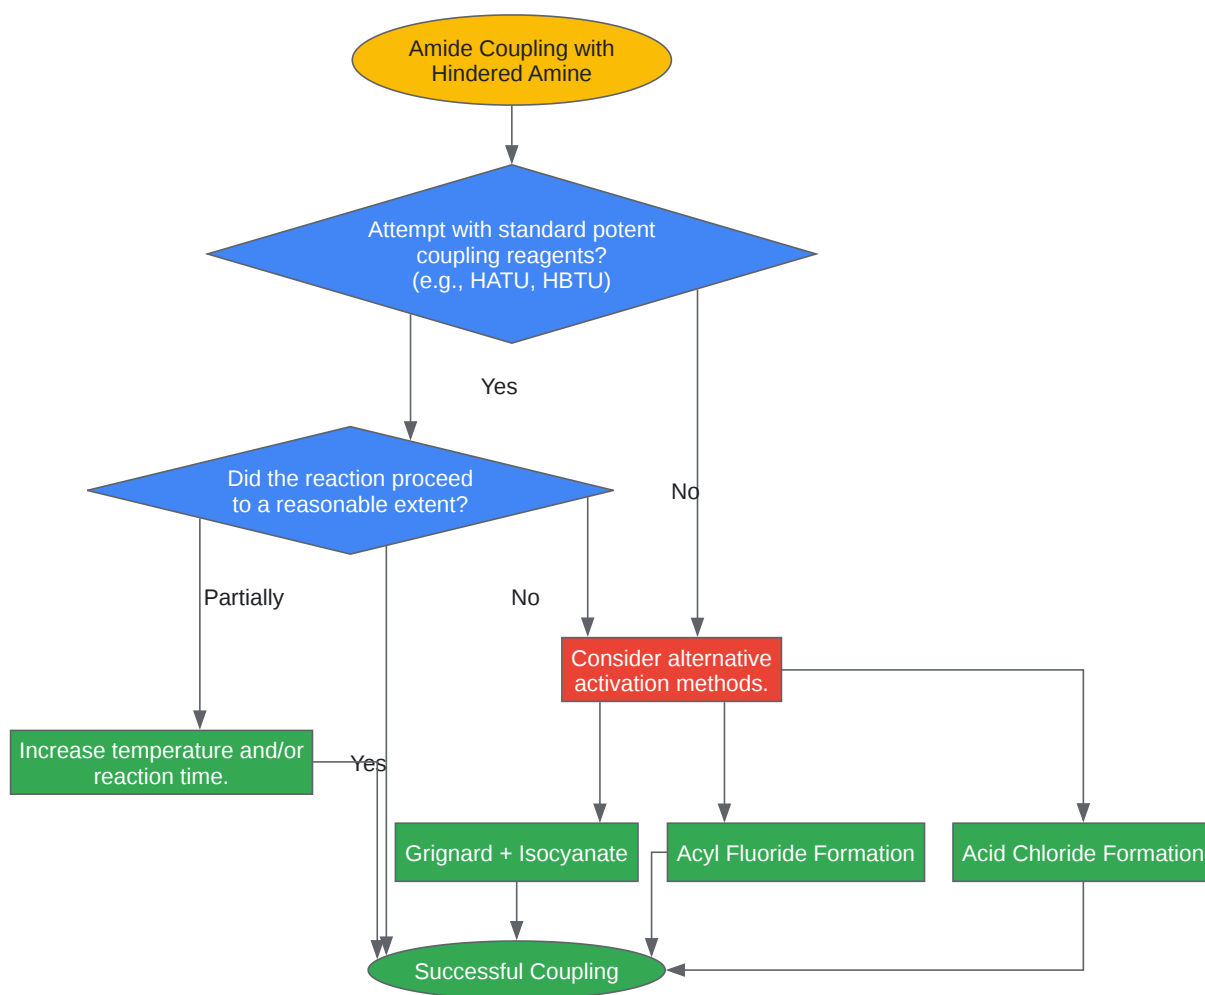 Amide Coupling with
Hindered Amine
Attempt with standard potent
coupling reagents?
(e.g., HATU, HBTU)
Yes
Did the reaction proceed
to a reasonable extent?
No
Partially
No
Consider alternative
activation methods.
Increase temperature and/or
reaction time.
Yes
Grignard + Isocyanate
Acyl Fluoride Formation
Acid Chloride Formation
Successful Coupling